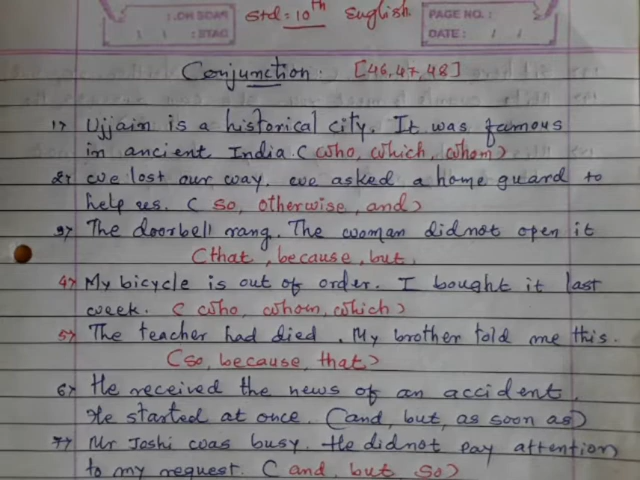 Std = 10th English
PAGE NO. :
DATE : / /
Conjunction. [46,47,48]
1> Ujjain is a historical city. It was famous
in ancient India. (who, which, whom)
2> we lost our way. we asked a home guard to
help us. ( so, otherwise, and)
3> The doorbell rang. The woman did not open it
(that, because, but.
4> My bicycle is out of order. I bought it last
week. ( who, whom, which)
5> The teacher had died. My brother told me this.
(so, because, that)
6> He received the news of an accident.
He started at once. (and, but, as soon as)
7> Mr Joshi was busy. He did not pay attention
to my request. ( and, but so)